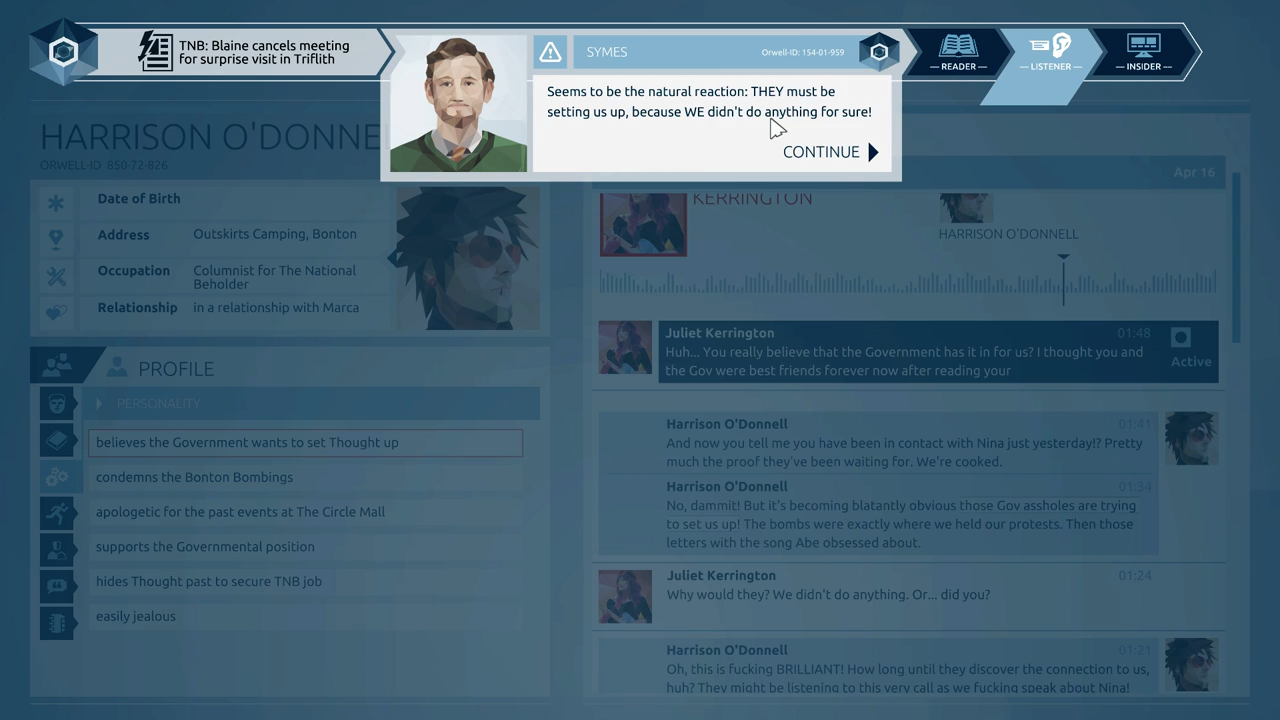 TNB: Blaine cancels meeting
for surprise visit in Triflith
SYMES
Orwell-ID: 154-01-959
Seems to be the natural reaction: THEY must be
setting us up, because WE didn't do anything for sure!
CONTINUE
— READER —
— LISTENER —
— INSIDER —
HARRISON O'DONNE
ORWELL-ID 850-72-826
Date of Birth
Address Outskirts Camping, Bonton
Occupation Columnist for The National
Beholder
Relationship in a relationship with Marca
PROFILE
PERSONALITY
believes the Government wants to set Thought up
condemns the Bonton Bombings
apologetic for the past events at The Circle Mall
supports the Governmental position
hides Thought past to secure TNB job
easily jealous
Apr 16
KERRINGTON
HARRISON O'DONNELL
Juliet Kerrington 01:48
Huh... You really believe that the Government has it in for us? I thought you and
the Gov were best friends forever now after reading your
Active
Harrison O'Donnell 01:41
And now you tell me you have been in contact with Nina just yesterday!? Pretty
much the proof they've been waiting for. We're cooked.
Harrison O'Donnell 01:34
No, dammit! But it's becoming blatantly obvious those Gov assholes are trying
to set us up! The bombs were exactly where we held our protests. Then those
letters with the song Abe obsessed about.
Juliet Kerrington 01:24
Why would they? We didn't do anything. Or... did you?
Harrison O'Donnell 01:21
Oh, this is fucking BRILLIANT! How long until they discover the connection to us,
huh? They might be listening to this very call as we fucking speak about Nina!